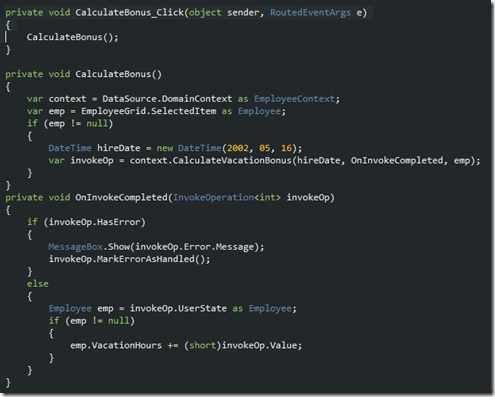 private void CalculateBonus_Click(object sender, RoutedEventArgs e)
{
    CalculateBonus();
}

private void CalculateBonus()
{
    var context = DataSource.DomainContext as EmployeeContext;
    var emp = EmployeeGrid.SelectedItem as Employee;
    if (emp != null)
    {
        DateTime hireDate = new DateTime(2002, 05, 16);
        var invokeOp = context.CalculateVacationBonus(hireDate, OnInvokeCompleted, emp);
    }
}
private void OnInvokeCompleted(InvokeOperation<int> invokeOp)
{
    if (invokeOp.HasError)
    {
        MessageBox.Show(invokeOp.Error.Message);
        invokeOp.MarkErrorAsHandled();
    }
    else
    {
        Employee emp = invokeOp.UserState as Employee;
        if (emp != null)
        {
            emp.VacationHours += (short)invokeOp.Value;
        }
    }
}